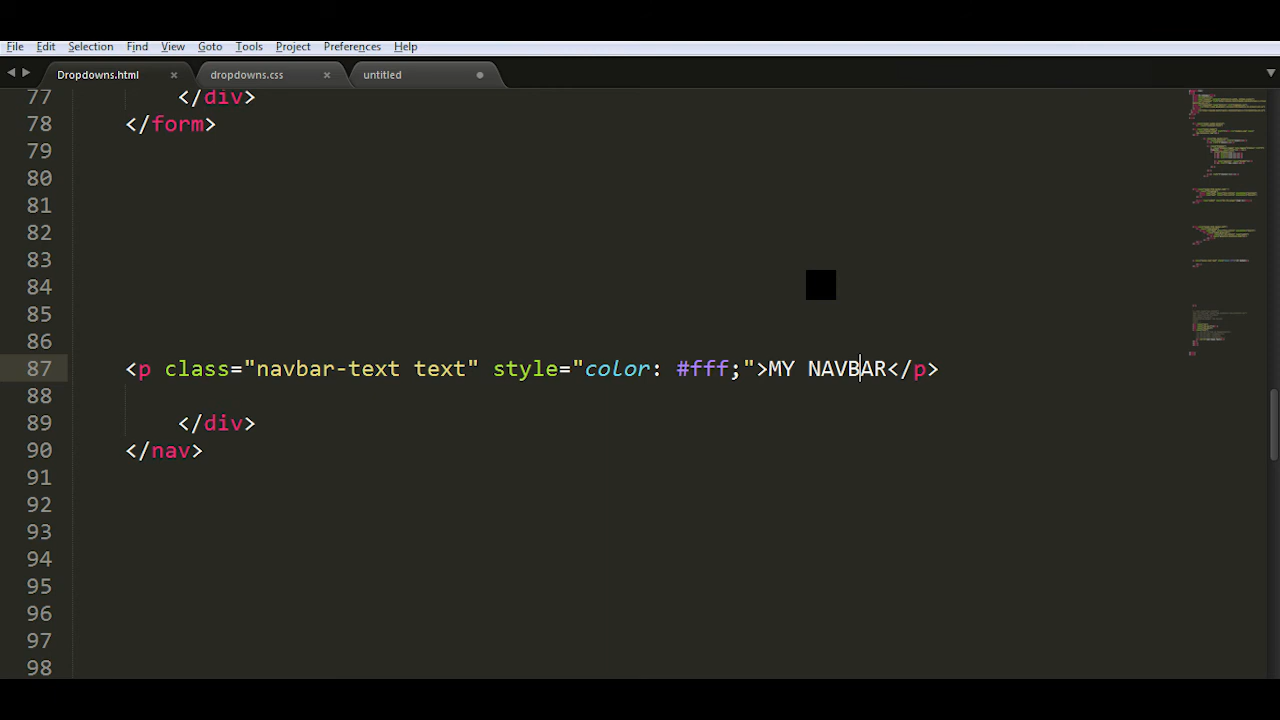 File Edit Selection Find View Goto Tools Project Preferences Help
Dropdowns.html × dropdowns.css × untitled
77 </div>
78 </form>
79
80
81
82
83
84
85
86
87 <p class="navbar-text text" style="color: #fff;">MY NAVBAR</p>
88
89 </div>
90 </nav>
91
92
93
94
95
96
97
98